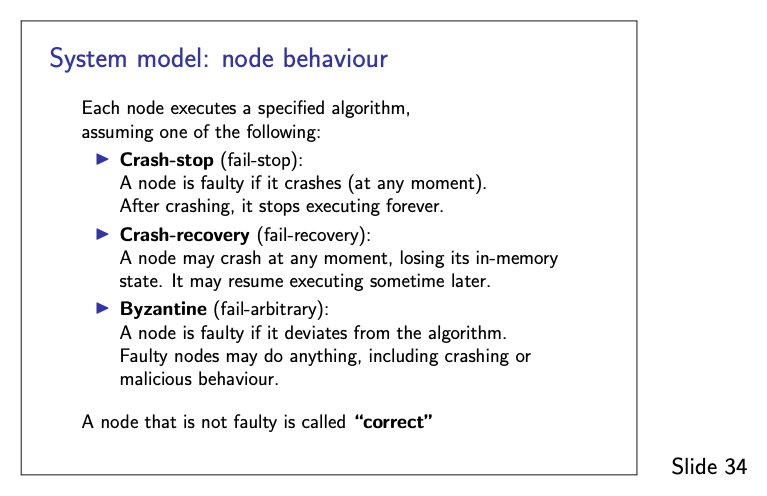 System model: node behaviour
Each node executes a specified algorithm,
assuming one of the following:
▶ Crash-stop (fail-stop):
A node is faulty if it crashes (at any moment).
After crashing, it stops executing forever.
▶ Crash-recovery (fail-recovery):
A node may crash at any moment, losing its in-memory
state. It may resume executing sometime later.
▶ Byzantine (fail-arbitrary):
A node is faulty if it deviates from the algorithm.
Faulty nodes may do anything, including crashing or
malicious behaviour.
A node that is not faulty is called “correct”
Slide 34